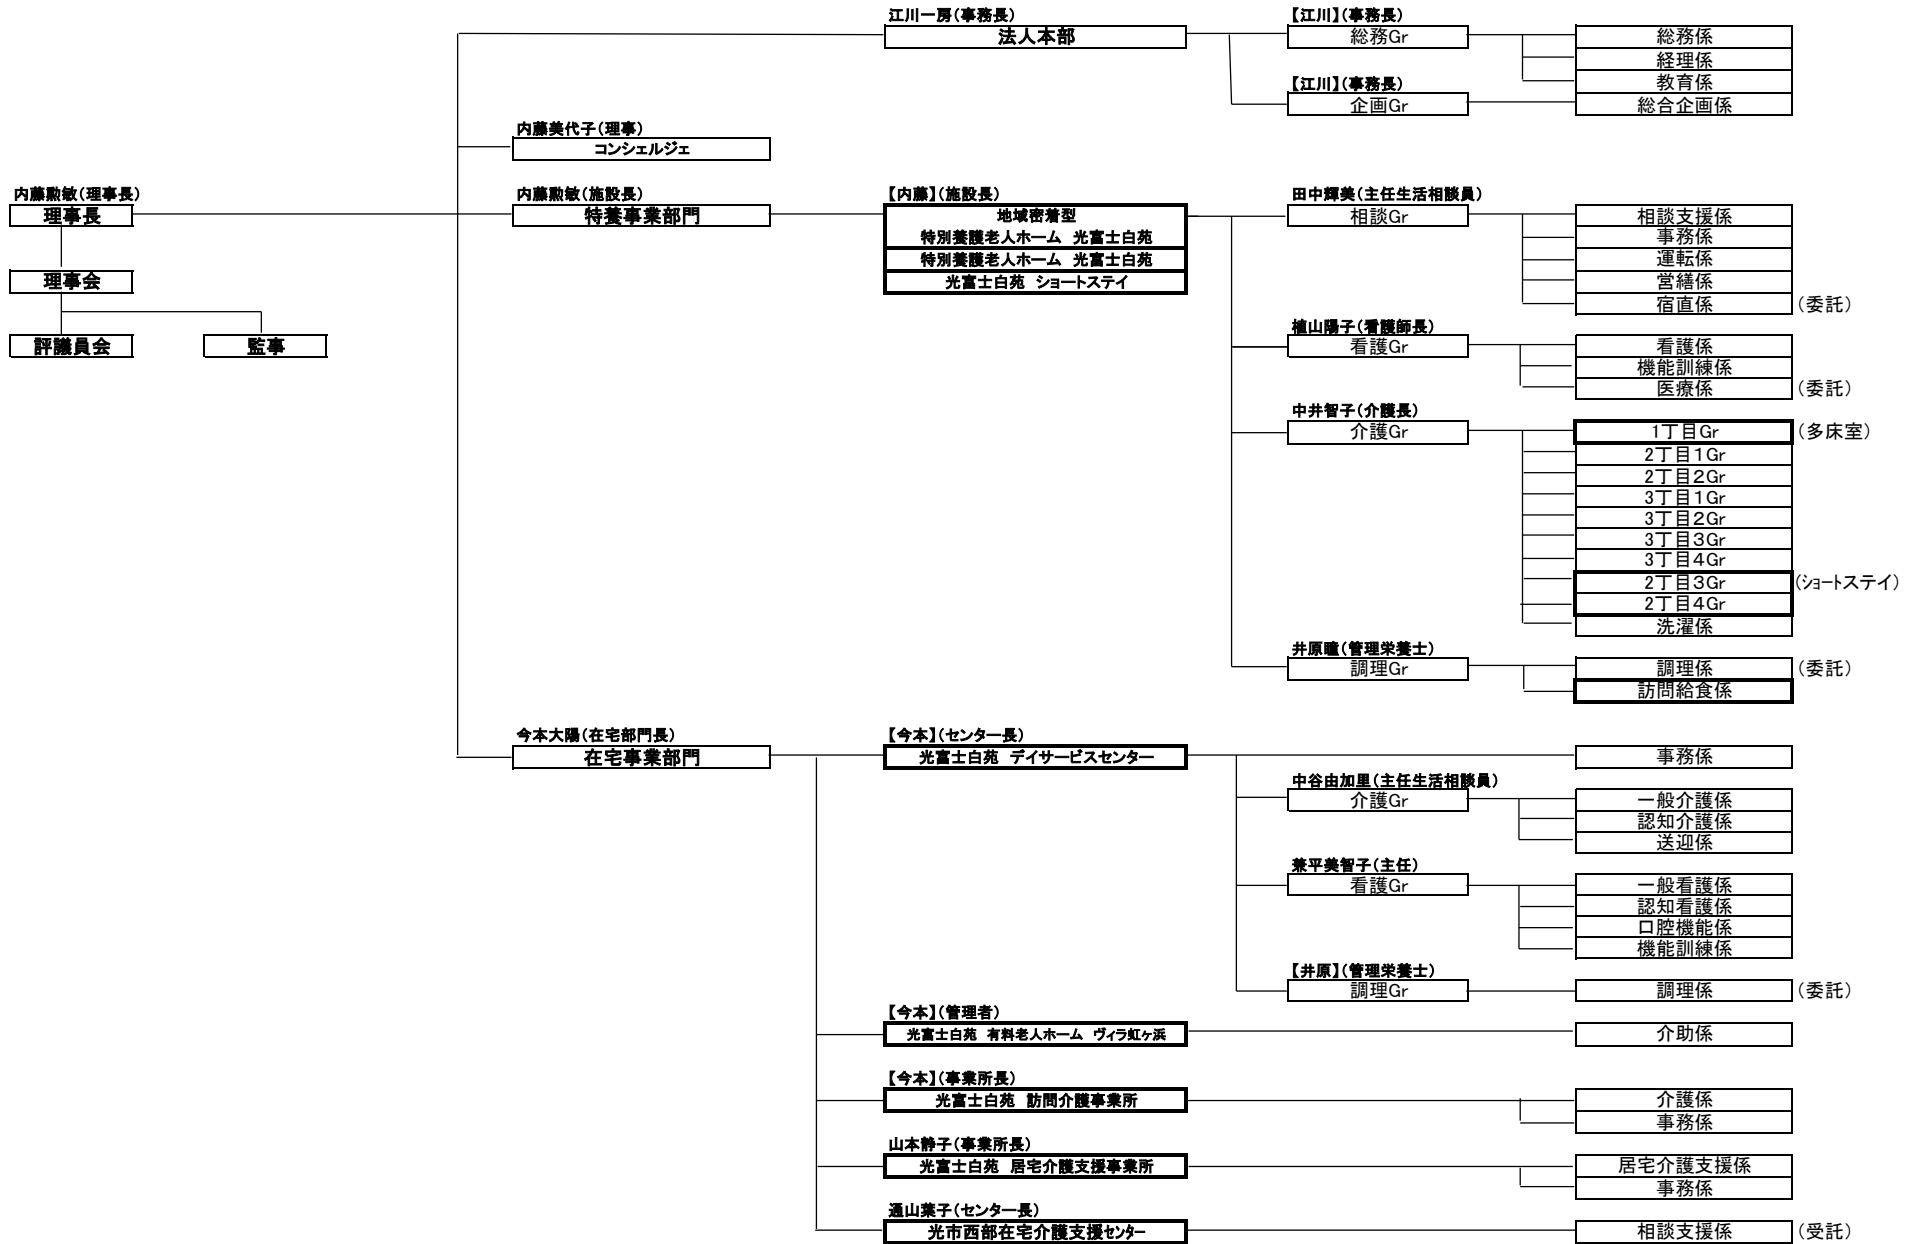 江川一房(事務長)
法人本部
【江川】(事務長)
総務Gr
総務係
経理係
教育係
【江川】(事務長)
企画Gr
総合企画係
内藤美代子(理事)
コンシェルジェ
内藤勲敏(理事長)
理事長
理事会
評議員会
監事
内藤勲敏(施設長)
特養事業部門
【内藤】(施設長)
地域密着型
特別養護老人ホーム 光富士白苑
特別養護老人ホーム 光富士白苑
光富士白苑 ショートステイ
田中輝美(主任生活相談員)
相談Gr
相談支援係
事務係
運転係
営繕係
宿直係 (委託)
植山陽子(看護師長)
看護Gr
看護係
機能訓練係
医療係 (委託)
中井智子(介護長)
介護Gr
1丁目Gr (多床室)
2丁目1Gr
2丁目2Gr
3丁目1Gr
3丁目2Gr
3丁目3Gr
3丁目4Gr
2丁目3Gr (ショートステイ)
2丁目4Gr
洗濯係
井原瞳(管理栄養士)
調理Gr
調理係 (委託)
訪問給食係
今本大陽(在宅部門長)
在宅事業部門
【今本】(センター長)
光富士白苑 デイサービスセンター
事務係
中谷由加里(主任生活相談員)
介護Gr
一般介護係
認知介護係
送迎係
兼平美智子(主任)
看護Gr
一般看護係
認知看護係
口腔機能係
機能訓練係
【井原】(管理栄養士)
調理Gr
調理係 (委託)
【今本】(管理者)
光富士白苑 有料老人ホーム ヴィラ虹ヶ浜
介助係
【今本】(事業所長)
光富士白苑 訪問介護事業所
介護係
事務係
山本静子(事業所長)
光富士白苑 居宅介護支援事業所
居宅介護支援係
事務係
通山葉子(センター長)
光市西部在宅介護支援センター
相談支援係 (受託)